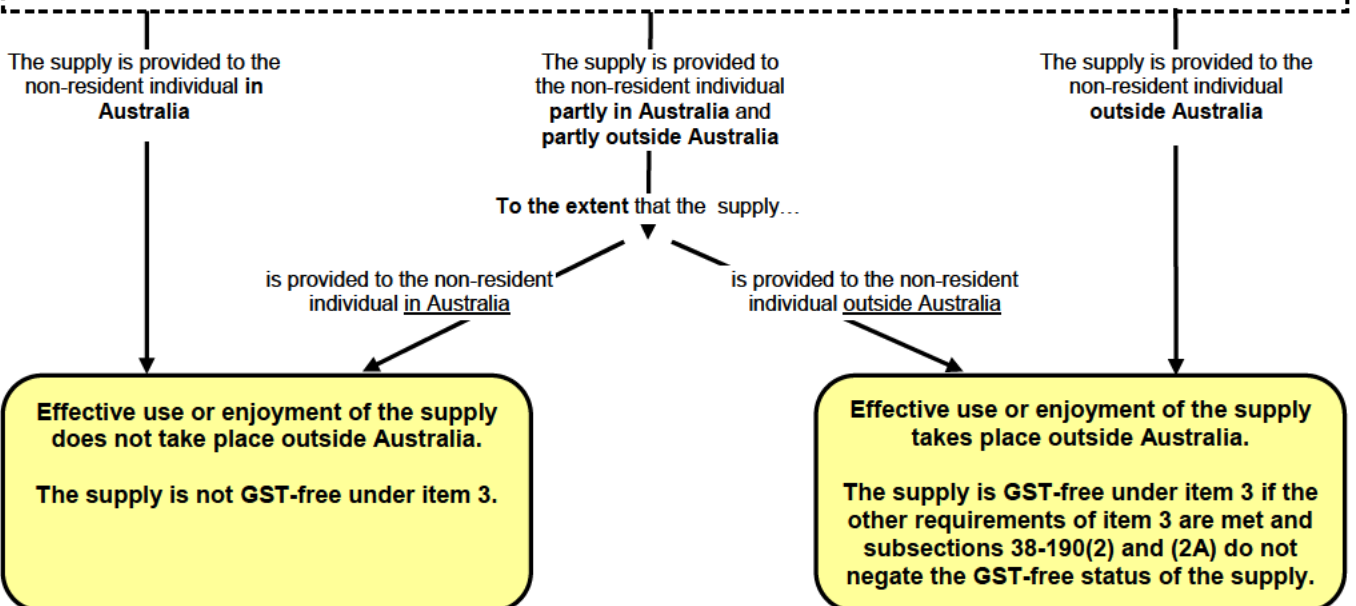 The supply is provided to the
non-resident individual in
Australia
The supply is provided to
the non-resident individual
partly in Australia and
partly outside Australia
The supply is provided to the
non-resident individual
outside Australia
To the extent that the supply…
is provided to the non-resident
individual in Australia
is provided to the non-resident
individual outside Australia
Effective use or enjoyment of the supply
does not take place outside Australia.
The supply is not GST-free under item 3.
Effective use or enjoyment of the supply
takes place outside Australia.
The supply is GST-free under item 3 if the
other requirements of item 3 are met and
subsections 38-190(2) and (2A) do not
negate the GST-free status of the supply.